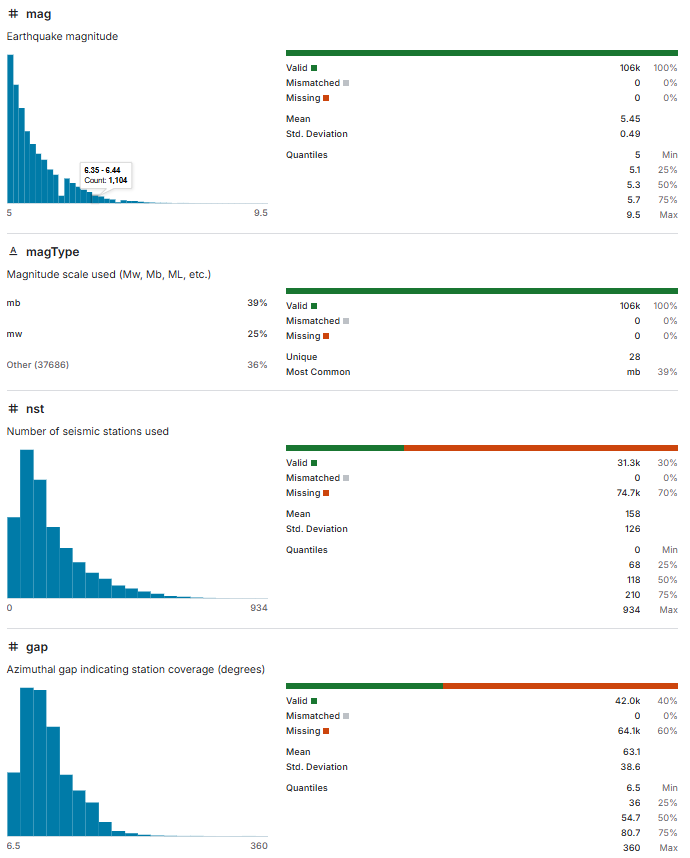 # mag
Earthquake magnitude
6.35 - 6.44
Count: 1,104
5 9.5
Valid 106k 100%
Mismatched 0 0%
Missing 0 0%
Mean 5.45
Std. Deviation 0.49
Quantiles 5 Min
5.1 25%
5.3 50%
5.7 75%
9.5 Max
A magType
Magnitude scale used (Mw, Mb, ML, etc.)
mb 39%
mw 25%
Other (37686) 36%
Valid 106k 100%
Mismatched 0 0%
Missing 0 0%
Unique 28
Most Common mb 39%
# nst
Number of seismic stations used
0 934
Valid 31.3k 30%
Mismatched 0 0%
Missing 74.7k 70%
Mean 158
Std. Deviation 126
Quantiles 0 Min
68 25%
118 50%
210 75%
934 Max
# gap
Azimuthal gap indicating station coverage (degrees)
6.5 360
Valid 42.0k 40%
Mismatched 0 0%
Missing 64.1k 60%
Mean 63.1
Std. Deviation 38.6
Quantiles 6.5 Min
36 25%
54.7 50%
80.7 75%
360 Max